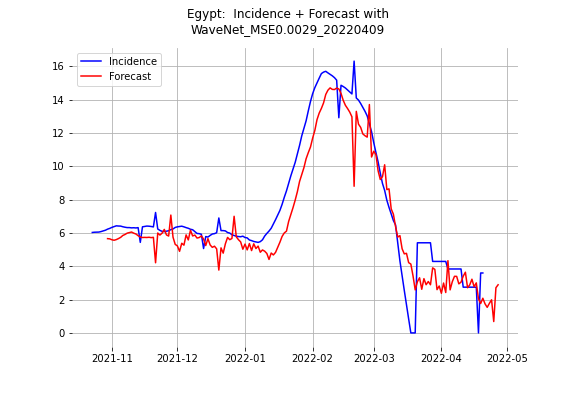 Egypt:  Incidence + Forecast with
WaveNet_MSE0.0029_20220409
Incidence
Forecast
16
14
12
10
8
6
4
2
0
2021-11 2021-12 2022-01 2022-02 2022-03 2022-04 2022-05